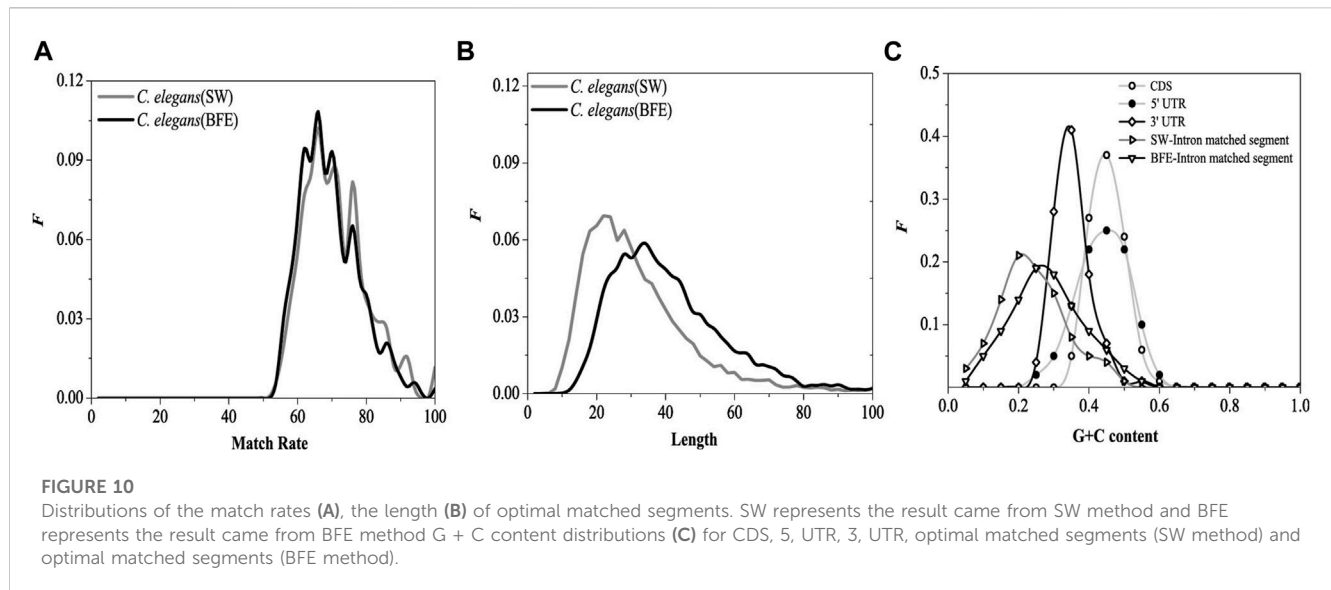 A
0.12
0.09
0.06
0.03
0.00
F
C. elegans(SW)
C. elegans(BFE)
0 20 40 60 80 100
Match Rate
B
0.12
0.09
0.06
0.03
0.00
F
C. elegans(SW)
C. elegans(BFE)
0 20 40 60 80 100
Length
C
0.5
0.4
0.3
0.2
0.1
F
CDS
5' UTR
3' UTR
SW-Intron matched segment
BFE-Intron matched segment
0.0 0.2 0.4 0.6 0.8 1.0
G+C content
FIGURE 10
Distributions of the match rates (A), the length (B) of optimal matched segments. SW represents the result came from SW method and BFE
represents the result came from BFE method G + C content distributions (C) for CDS, 5, UTR, 3, UTR, optimal matched segments (SW method) and
optimal matched segments (BFE method).